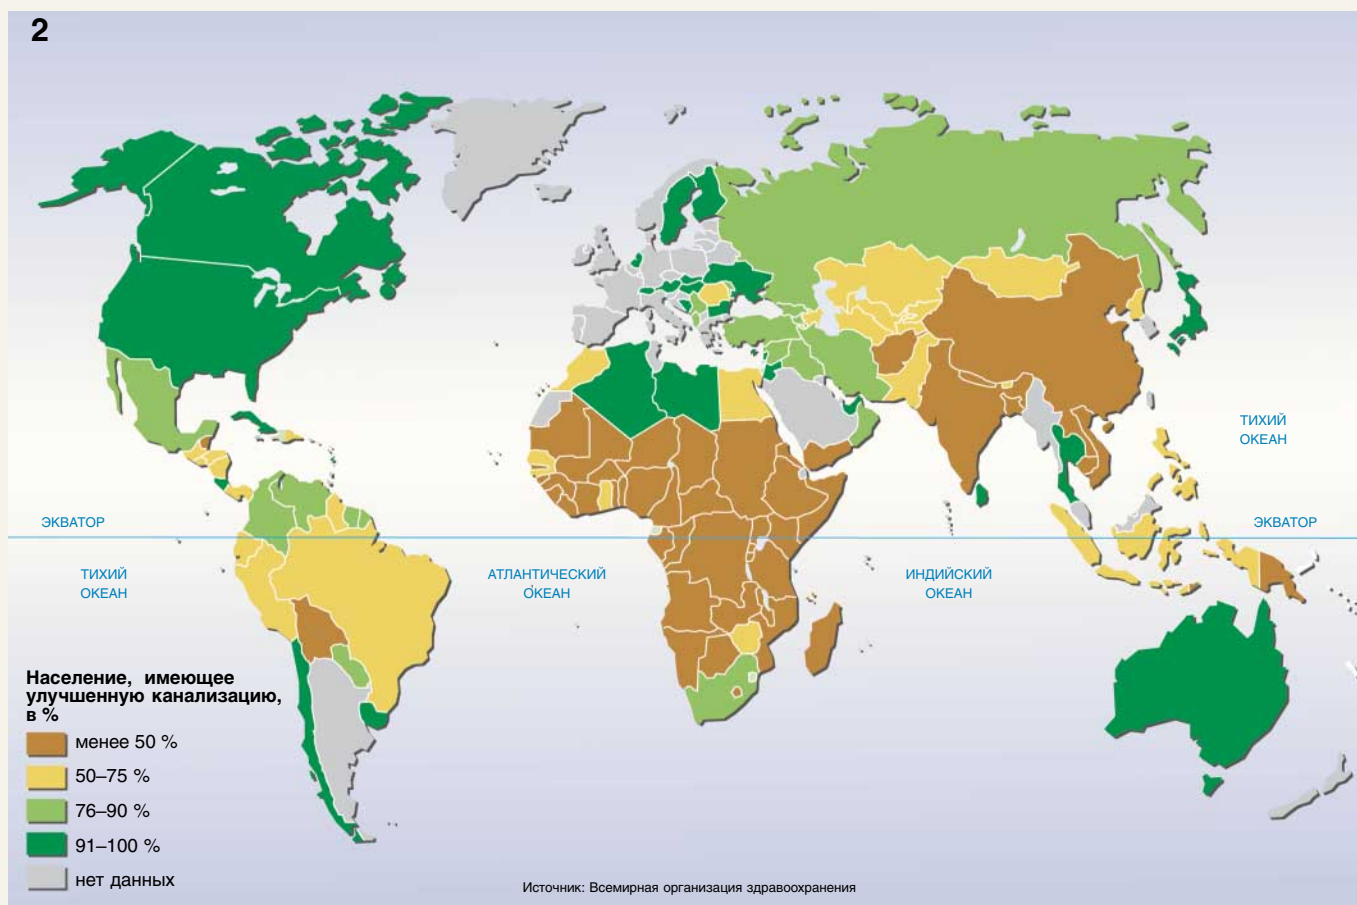 2
ЭКВАТОР
ТИХИЙ
ОКЕАН
АТЛАНТИЧЕСКИЙ
ОКЕАН
ИНДИЙСКИЙ
ОКЕАН
ТИХИЙ
ОКЕАН
ЭКВАТОР
Население, имеющее
улучшенную канализацию,
в %
менее 50 %
50–75 %
76–90 %
91–100 %
нет данных
Источник: Всемирная организация здравоохранения